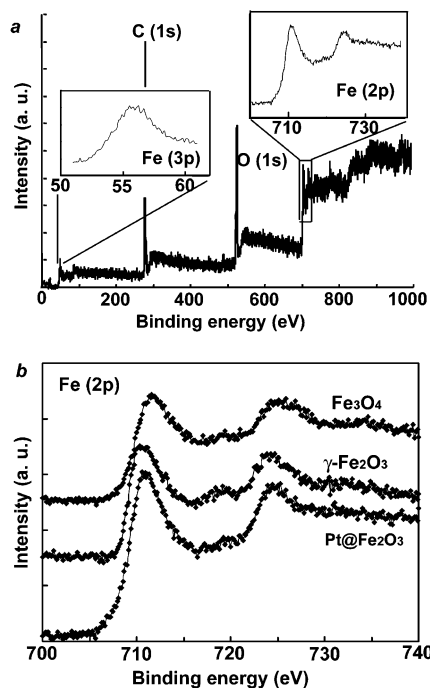 a
C (1s)
Fe (2p)
710 730
Fe (3p)
50 55 60
O (1s)
Intensity (a. u.)
0 200 400 600 800 1000
Binding energy (eV)
b
Fe (2p)
Fe3O4
γ-Fe2O3
Pt@Fe2O3
Intensity (a. u.)
700 710 720 730 740
Binding energy (eV)